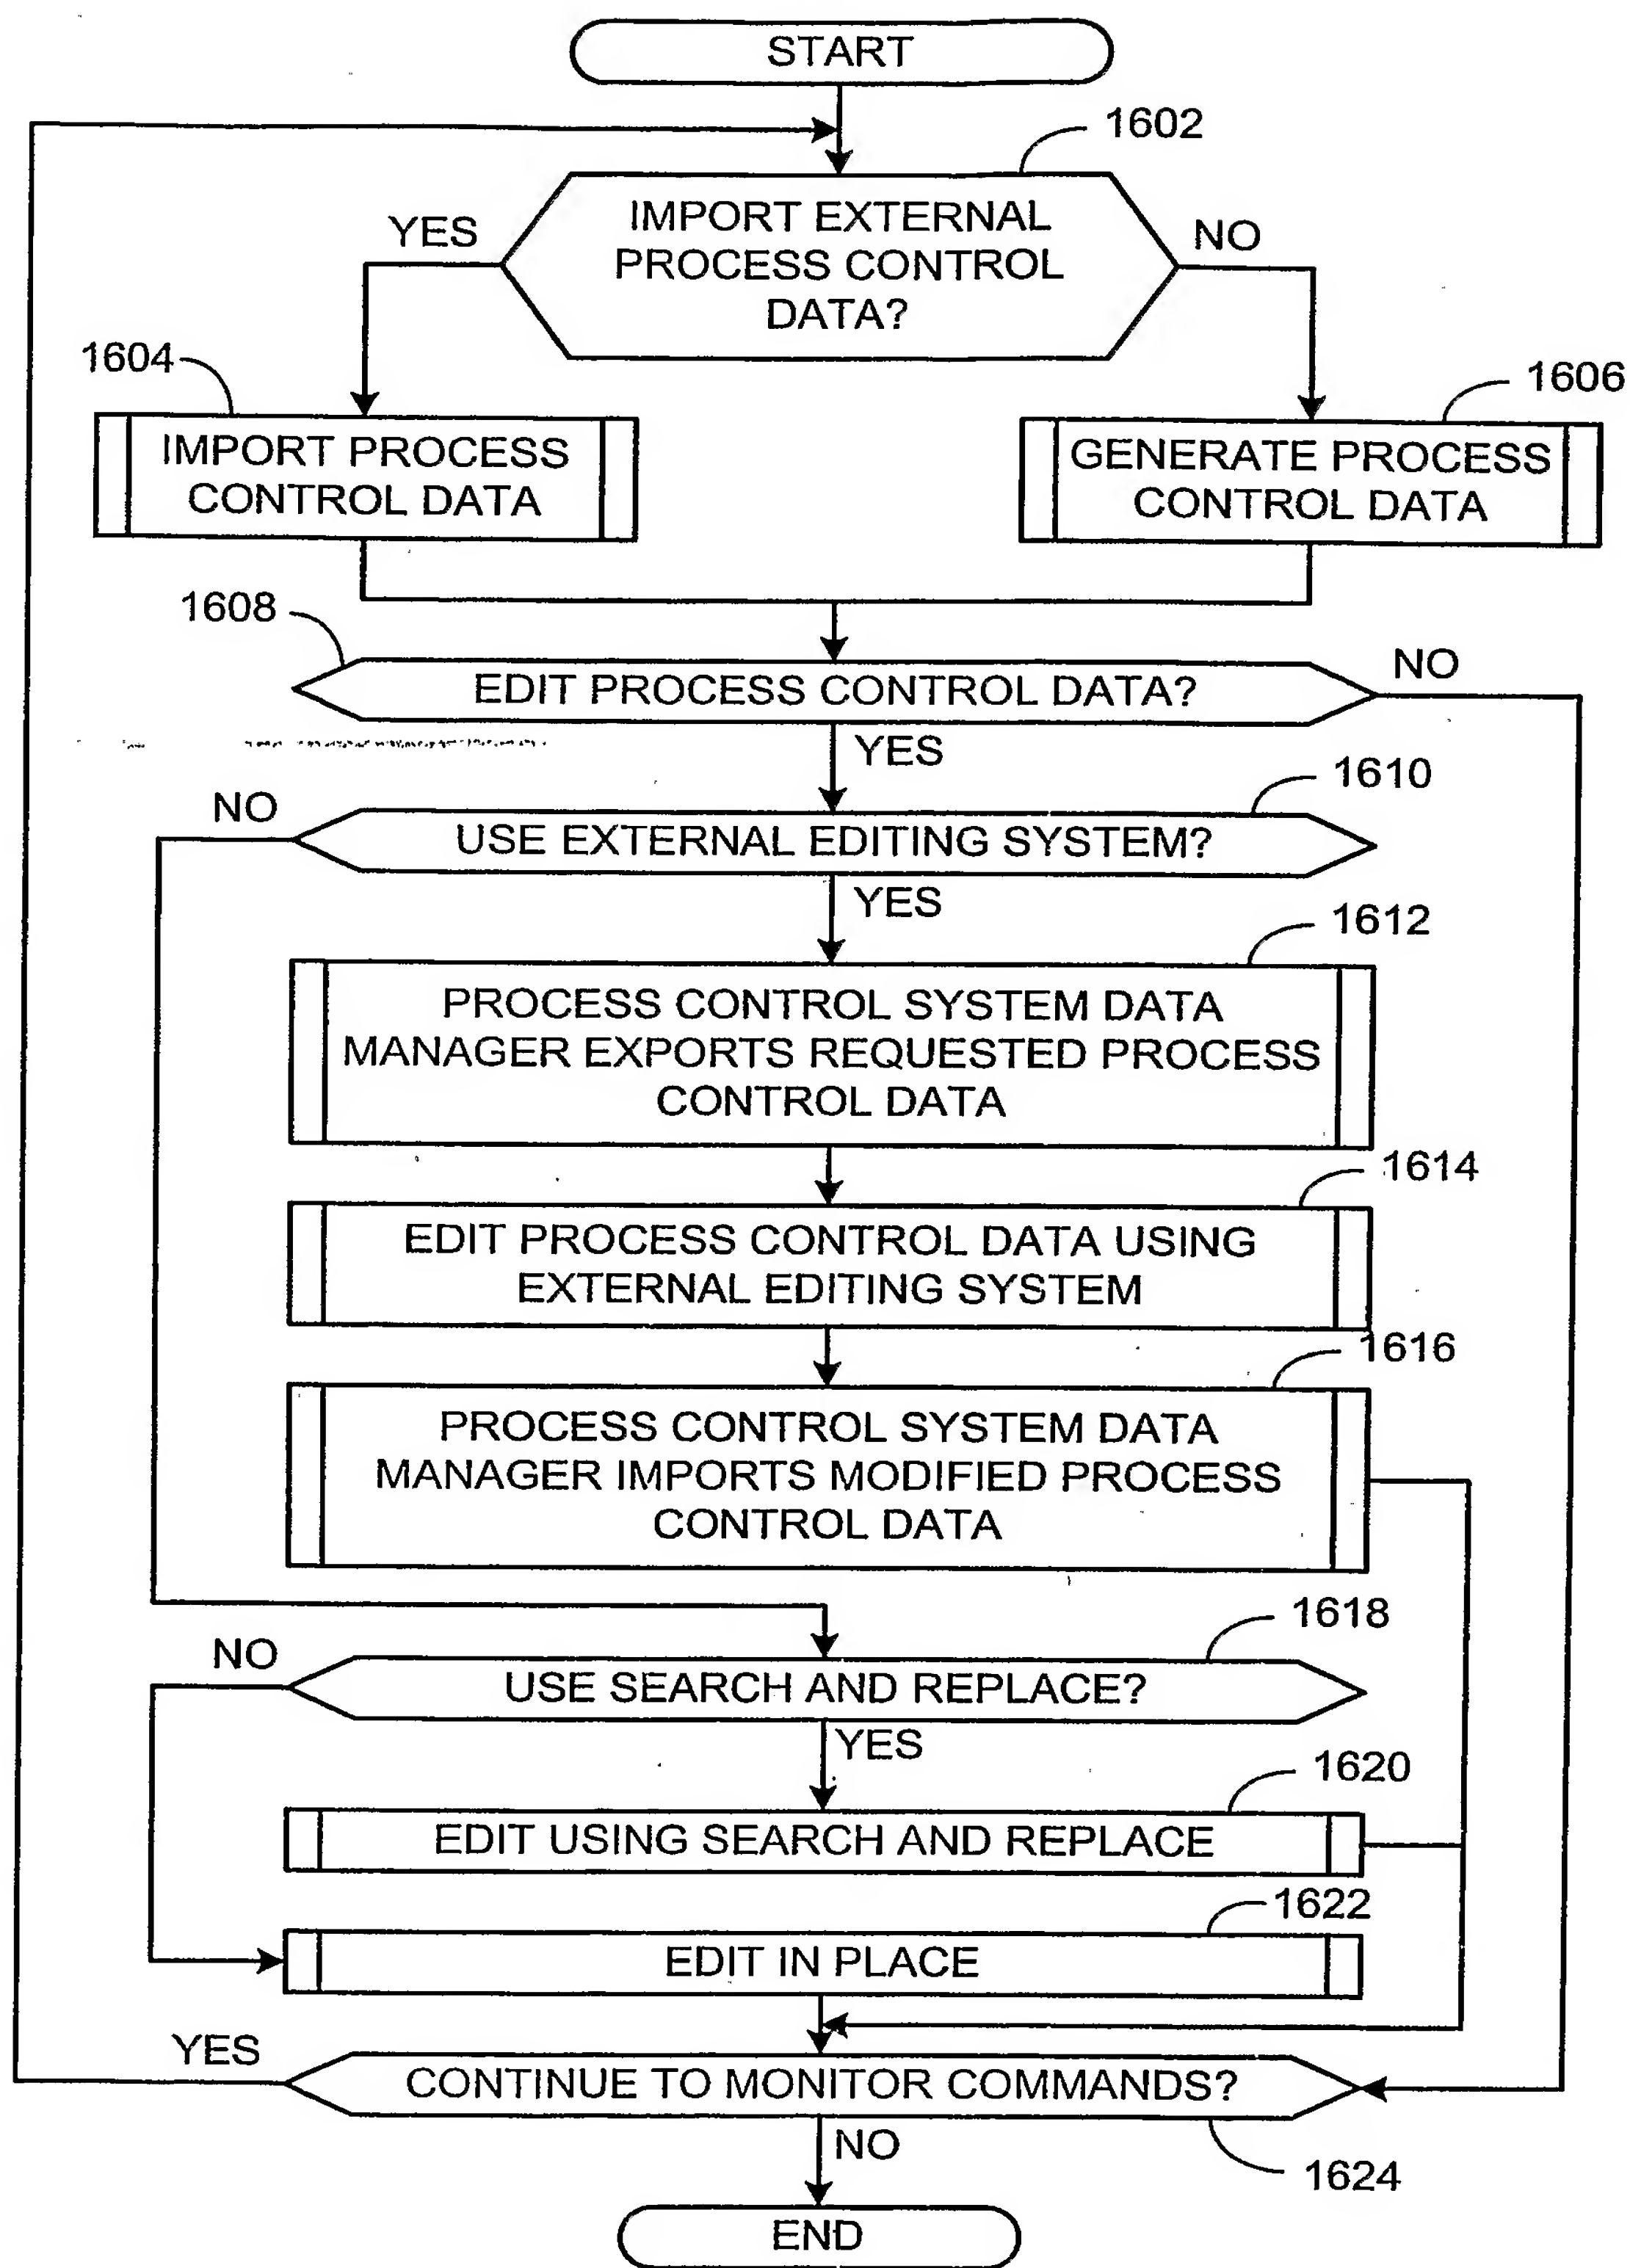 START
1602
IMPORT EXTERNAL
PROCESS CONTROL
DATA?
YES
NO
1604
1606
IMPORT PROCESS
CONTROL DATA
GENERATE PROCESS
CONTROL DATA
1608
EDIT PROCESS CONTROL DATA?
NO
YES
1610
NO
USE EXTERNAL EDITING SYSTEM?
YES
1612
PROCESS CONTROL SYSTEM DATA
MANAGER EXPORTS REQUESTED PROCESS
CONTROL DATA
1614
EDIT PROCESS CONTROL DATA USING
EXTERNAL EDITING SYSTEM
1616
PROCESS CONTROL SYSTEM DATA
MANAGER IMPORTS MODIFIED PROCESS
CONTROL DATA
1618
NO
USE SEARCH AND REPLACE?
YES
1620
EDIT USING SEARCH AND REPLACE
1622
EDIT IN PLACE
YES
CONTINUE TO MONITOR COMMANDS?
NO
1624
END